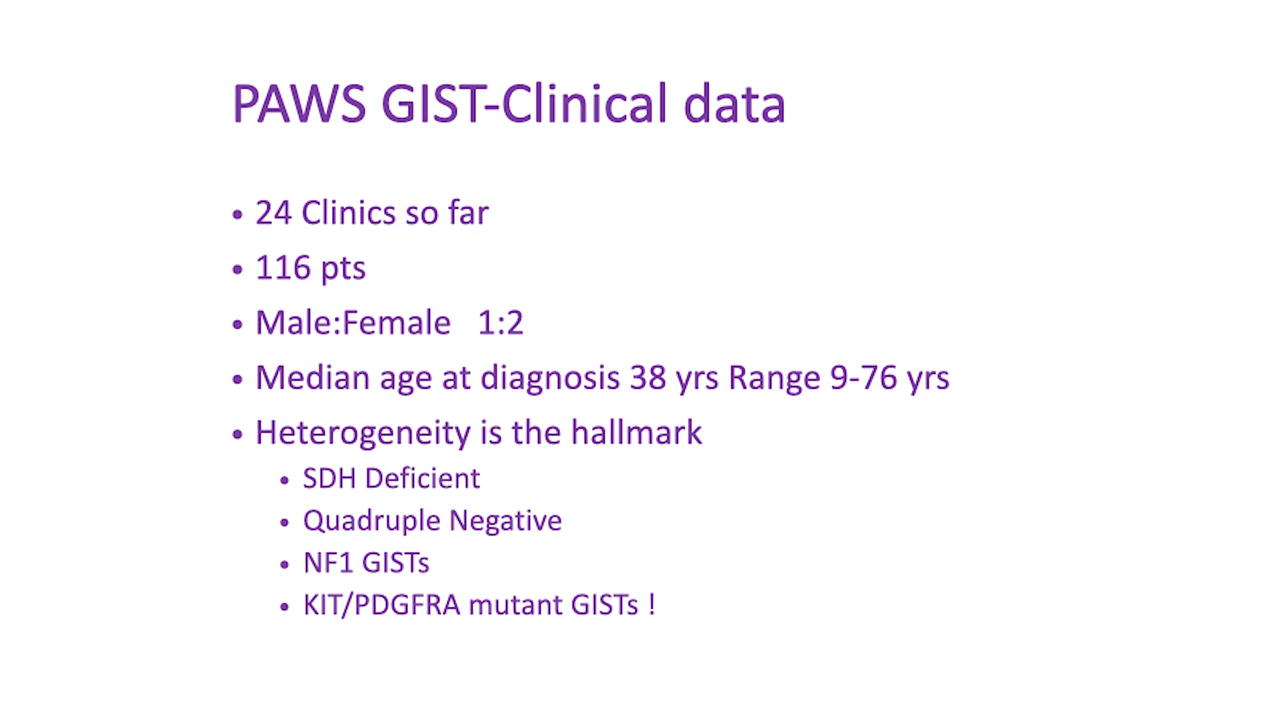 PAWS GIST-Clinical data
• 24 Clinics so far
• 116 pts
• Male:Female 1:2
• Median age at diagnosis 38 yrs Range 9-76 yrs
• Heterogeneity is the hallmark
• SDH Deficient
• Quadruple Negative
• NF1 GISTs
• KIT/PDGFRA mutant GISTs !